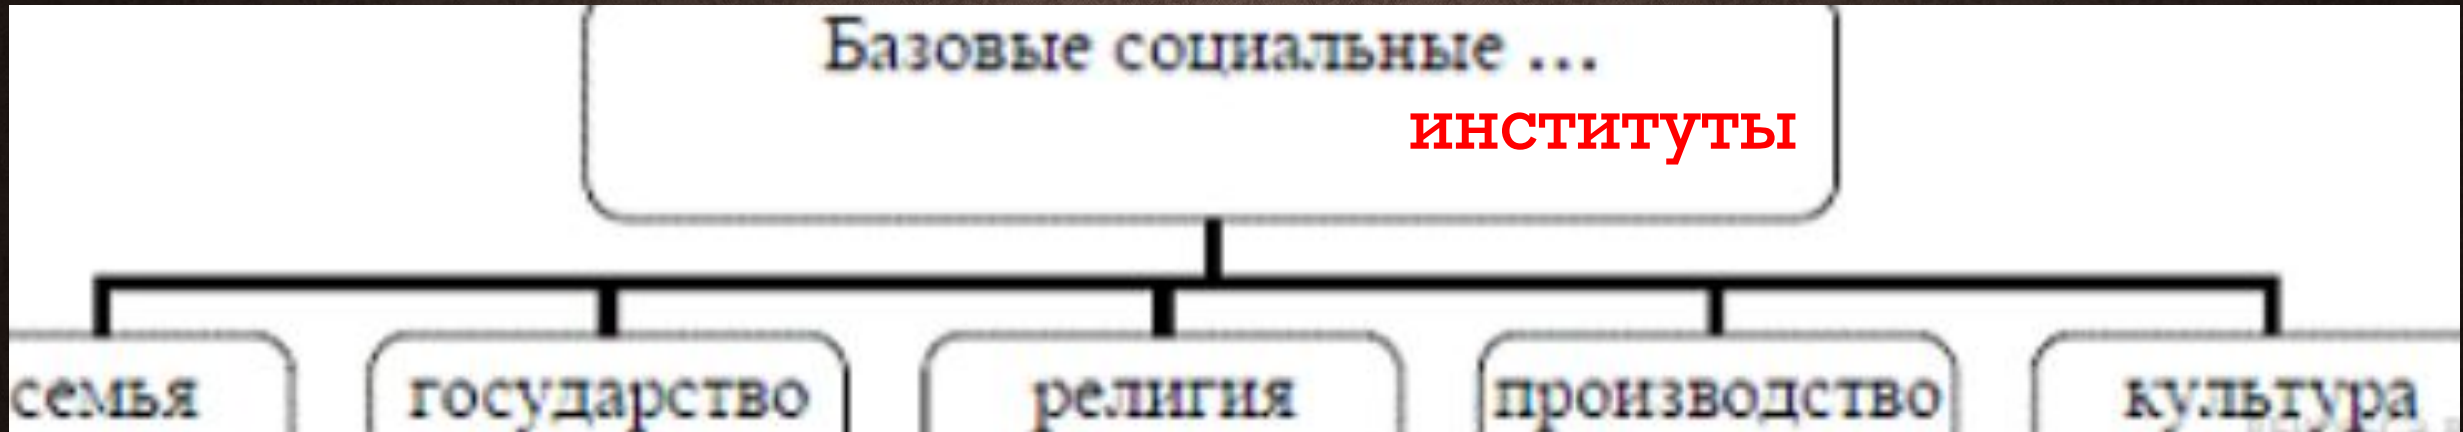 Базовые социальные ...
институты
семья государство религия производство культура